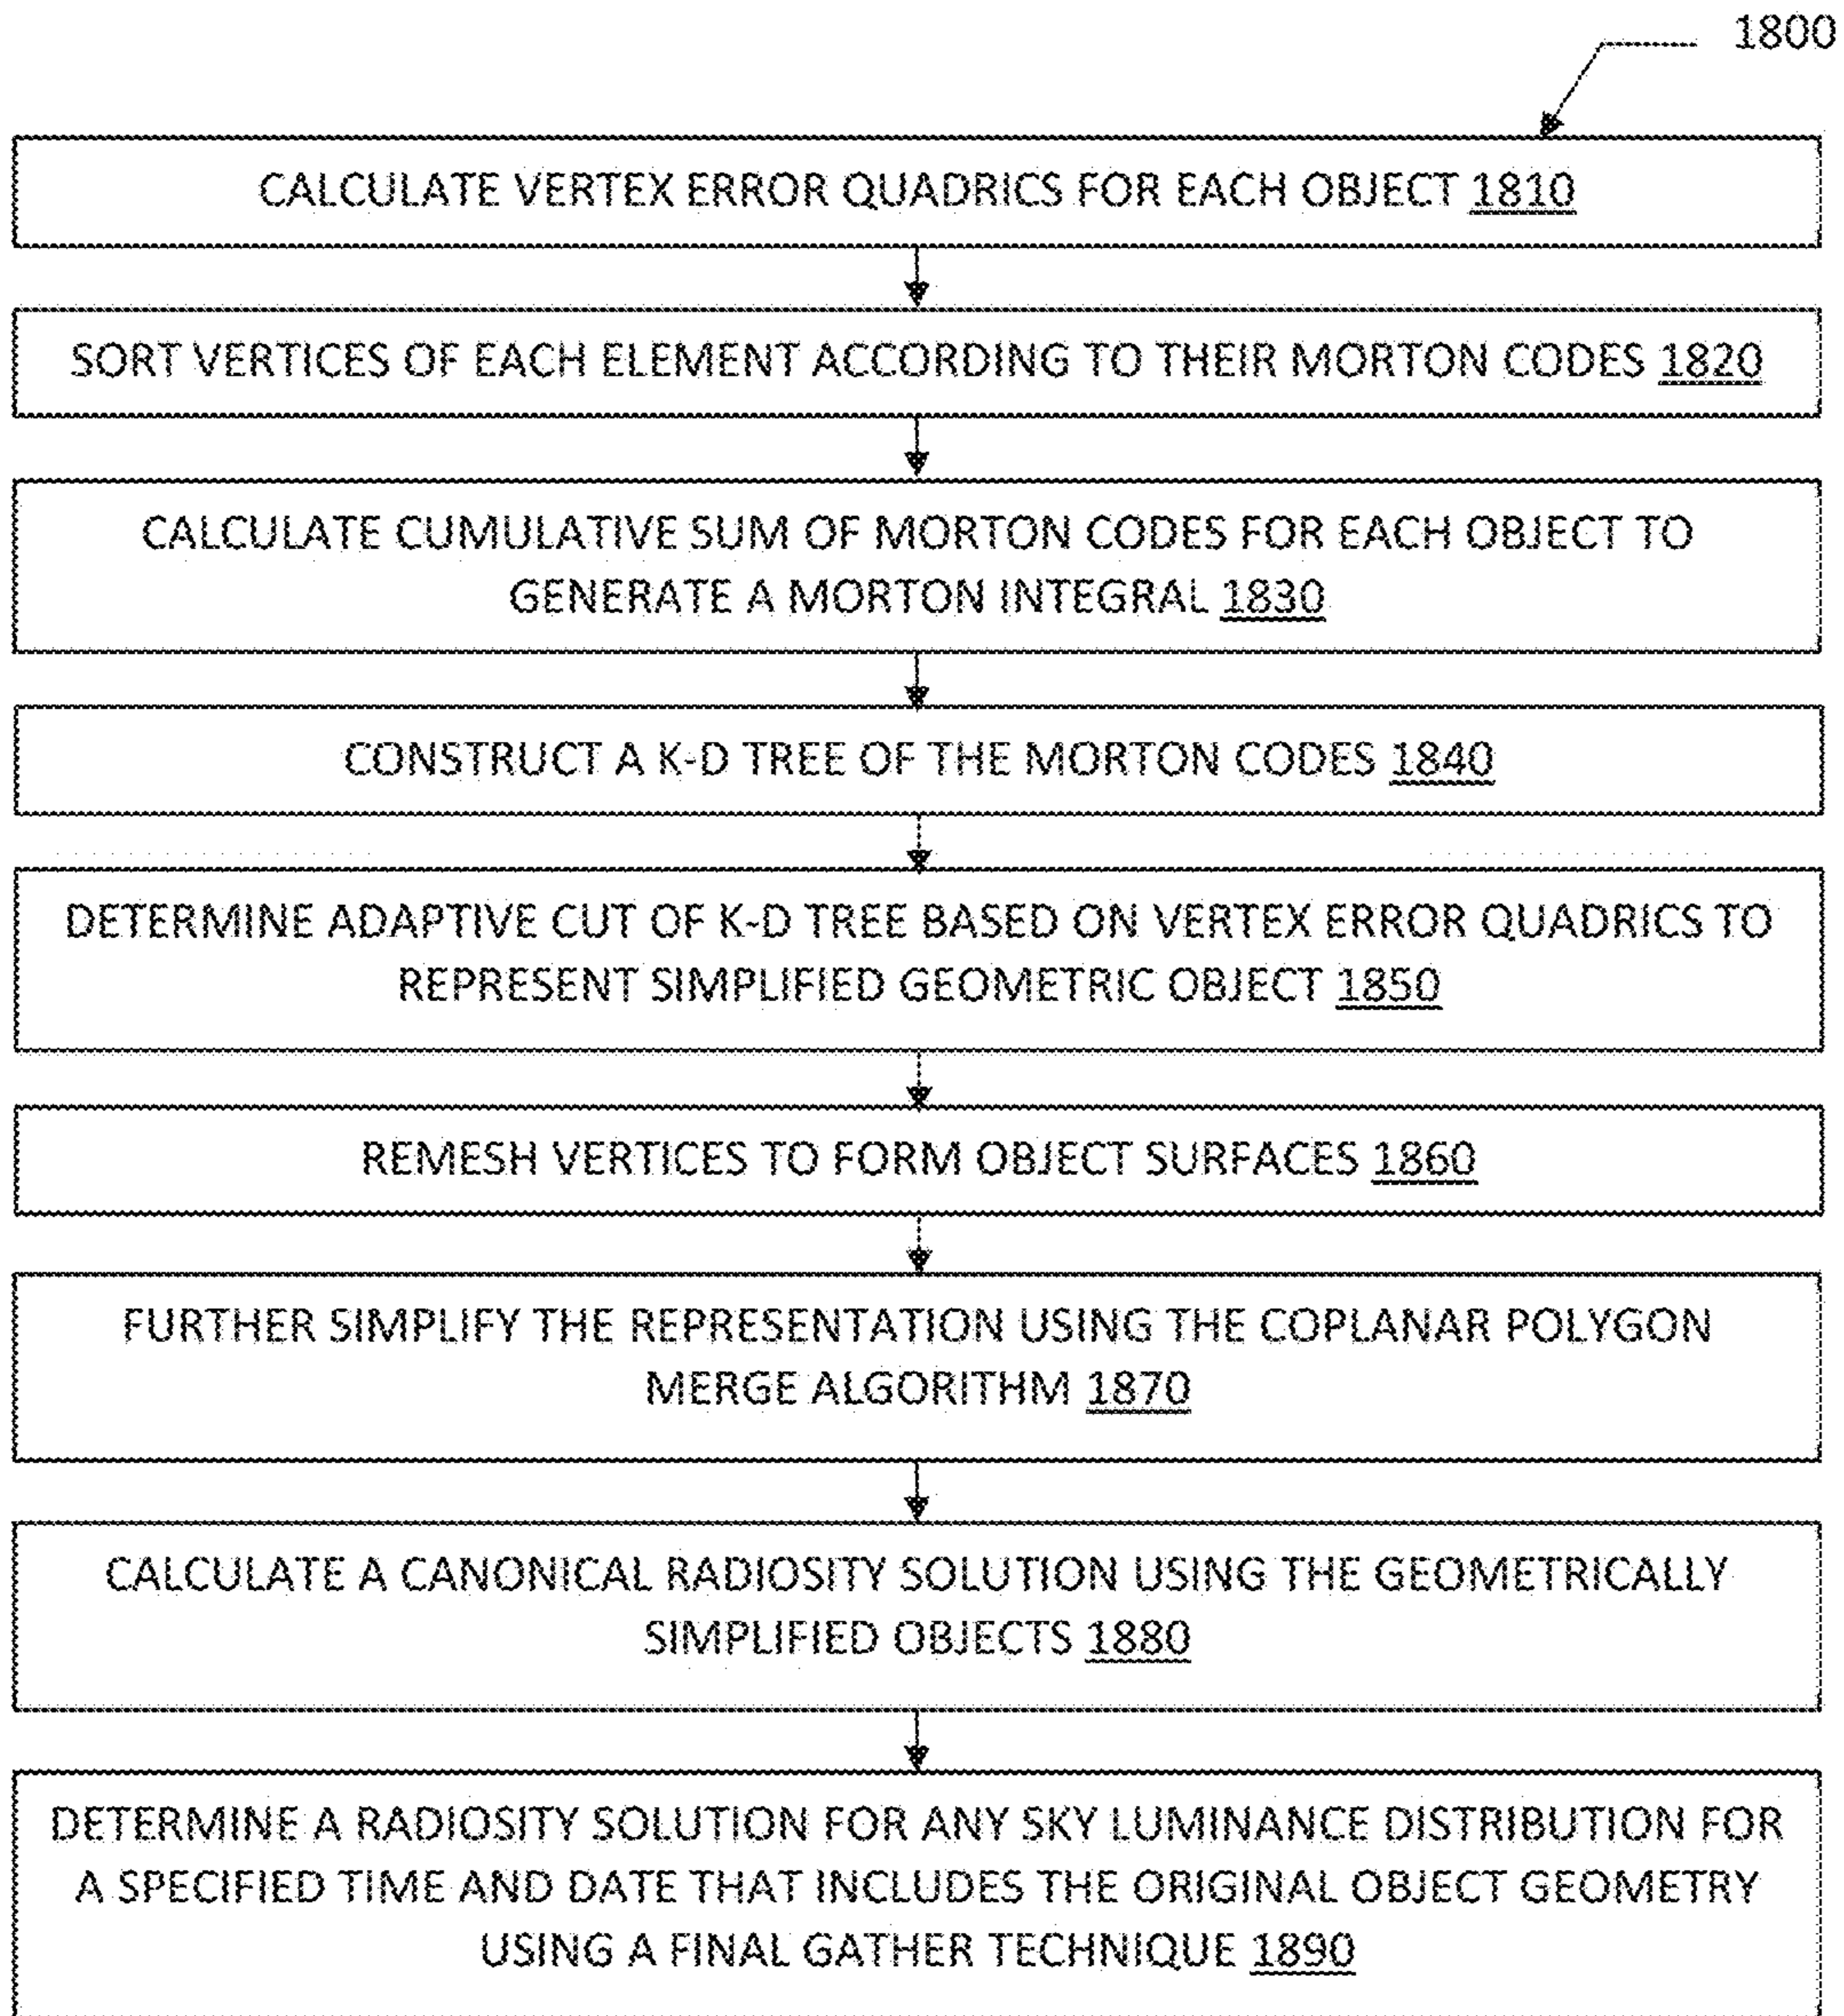 1800
CALCULATE VERTEX ERROR QUADRICS FOR EACH OBJECT 1810
SORT VERTICES OF EACH ELEMENT ACCORDING TO THEIR MORTON CODES 1820
CALCULATE CUMULATIVE SUM OF MORTON CODES FOR EACH OBJECT TO
GENERATE A MORTON INTEGRAL 1830
CONSTRUCT A K-D TREE OF THE MORTON CODES 1840
DETERMINE ADAPTIVE CUT OF K-D TREE BASED ON VERTEX ERROR QUADRICS TO
REPRESENT SIMPLIFIED GEOMETRIC OBJECT 1850
REMESH VERTICES TO FORM OBJECT SURFACES 1860
FURTHER SIMPLIFY THE REPRESENTATION USING THE COPLANAR POLYGON
MERGE ALGORITHM 1870
CALCULATE A CANONICAL RADIOSITY SOLUTION USING THE GEOMETRICALLY
SIMPLIFIED OBJECTS 1880
DETERMINE A RADIOSITY SOLUTION FOR ANY SKY LUMINANCE DISTRIBUTION FOR
A SPECIFIED TIME AND DATE THAT INCLUDES THE ORIGINAL OBJECT GEOMETRY
USING A FINAL GATHER TECHNIQUE 1890